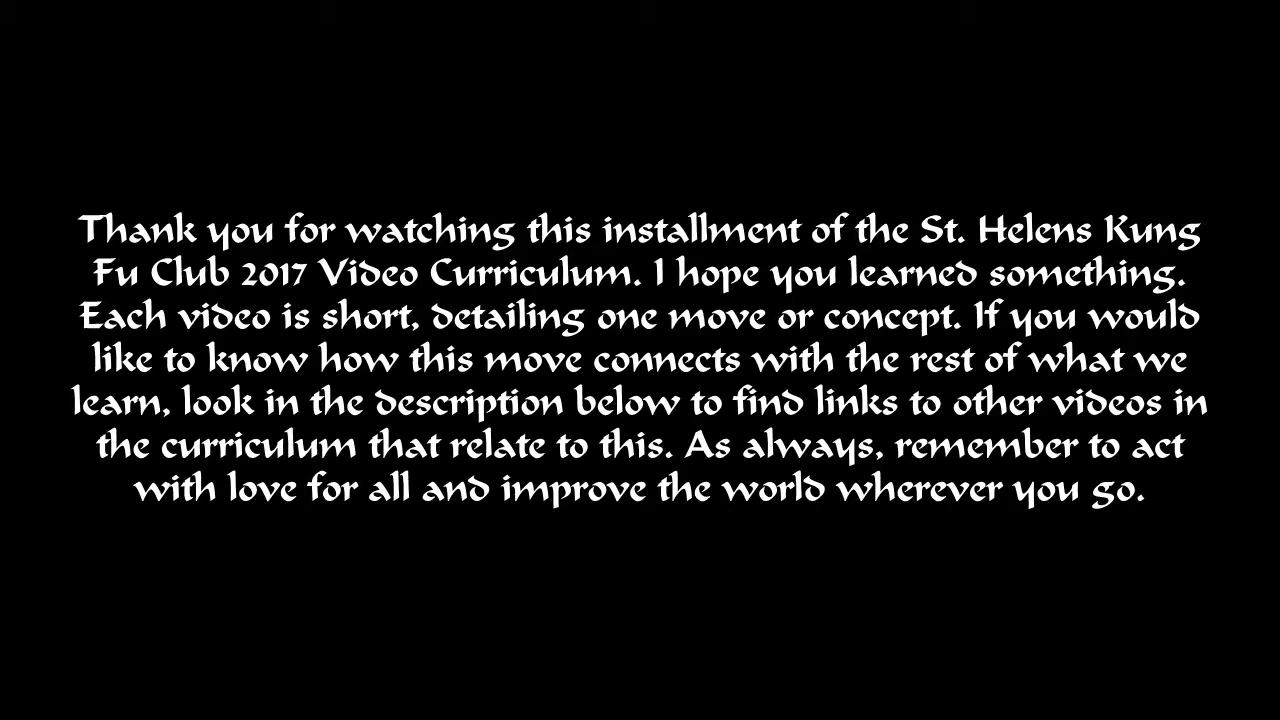 Thank you for watching this installment of the St. Helens Kung
Fu Club 2017 Video Curriculum. I hope you learned something.
Each video is short, detailing one move or concept. If you would
like to know how this move connects with the rest of what we
learn, look in the description below to find links to other videos in
the curriculum that relate to this. As always, remember to act
with love for all and improve the world wherever you go.